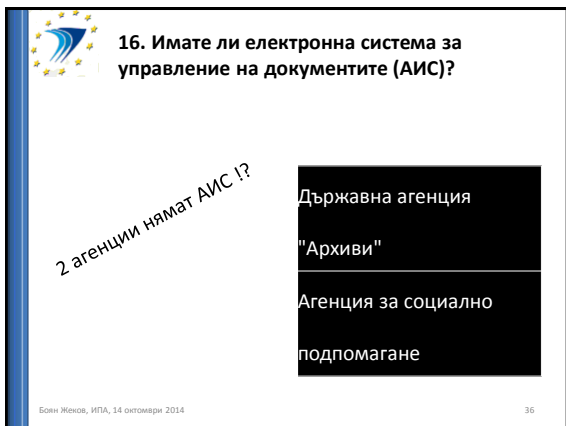 16. Имате ли електронна система за
управление на документите (АИС)?
2 агенции нямат АИС !?
Държавна агенция
"Архиви"
Агенция за социално
подпомагане
Боян Жеков, ИПА, 14 октомври 2014
36